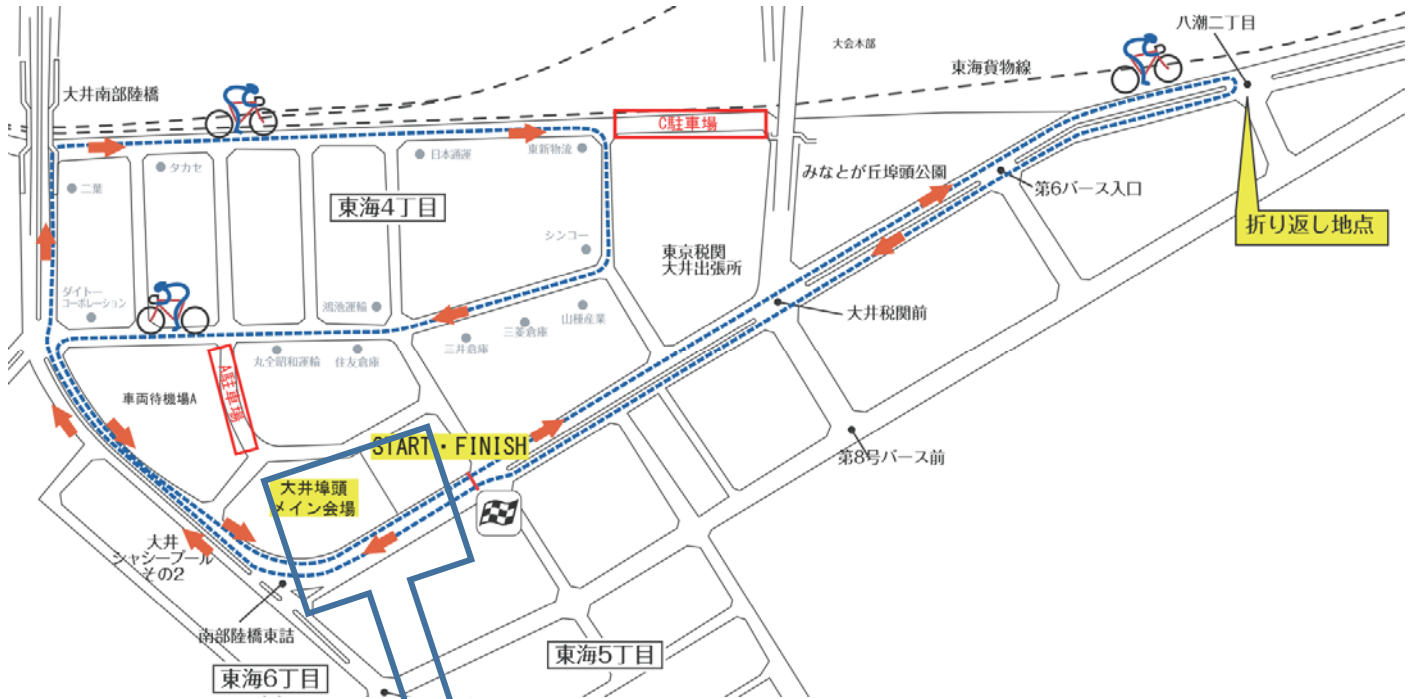 八潮二丁目
大会本部
東海貨物線
大井南部陸橋
C駐車場
日本通運
東新物流
タカセ
二葉
みなとが丘埠頭公園
第6バース入口
東海4丁目
折り返し地点
シンコー
東京税関
大井出張所
ダイトー
コーポレーション
鴻池運輸
山種産業
大井税関前
三菱倉庫
三井倉庫
丸全昭和運輸
住友倉庫
A駐車場
車両待機場A
START・FINISH
第8号バース前
大井埠頭
メイン会場
大井
シャシープール
その2
南部陸橋東詰
東海5丁目
東海6丁目